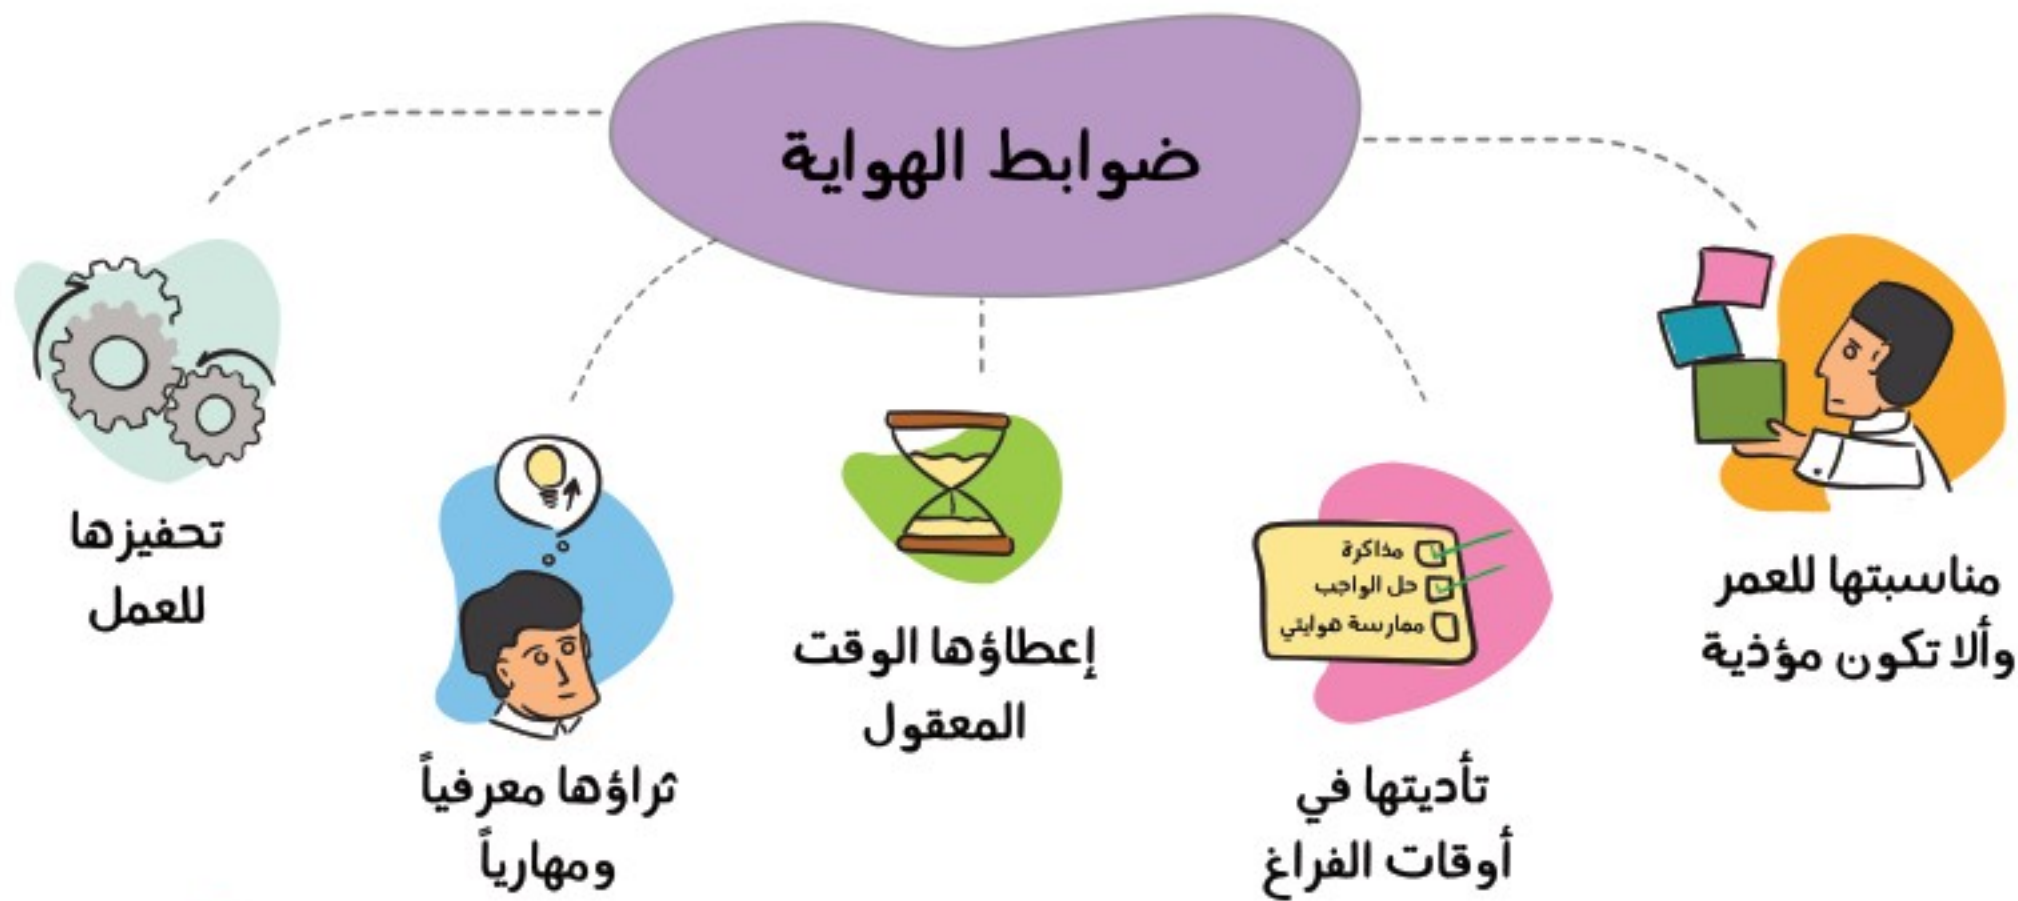 ضوابط الهواية
مناسبتها للعمر
وألا تكون مؤذية
مذاكرة
حل الواجب
ممارسة هوايتي
تأديتها في
أوقات الفراغ
إعطاؤها الوقت
المعقول
ثراؤها معرفياً
ومهارياً
تحفيزها
للعمل